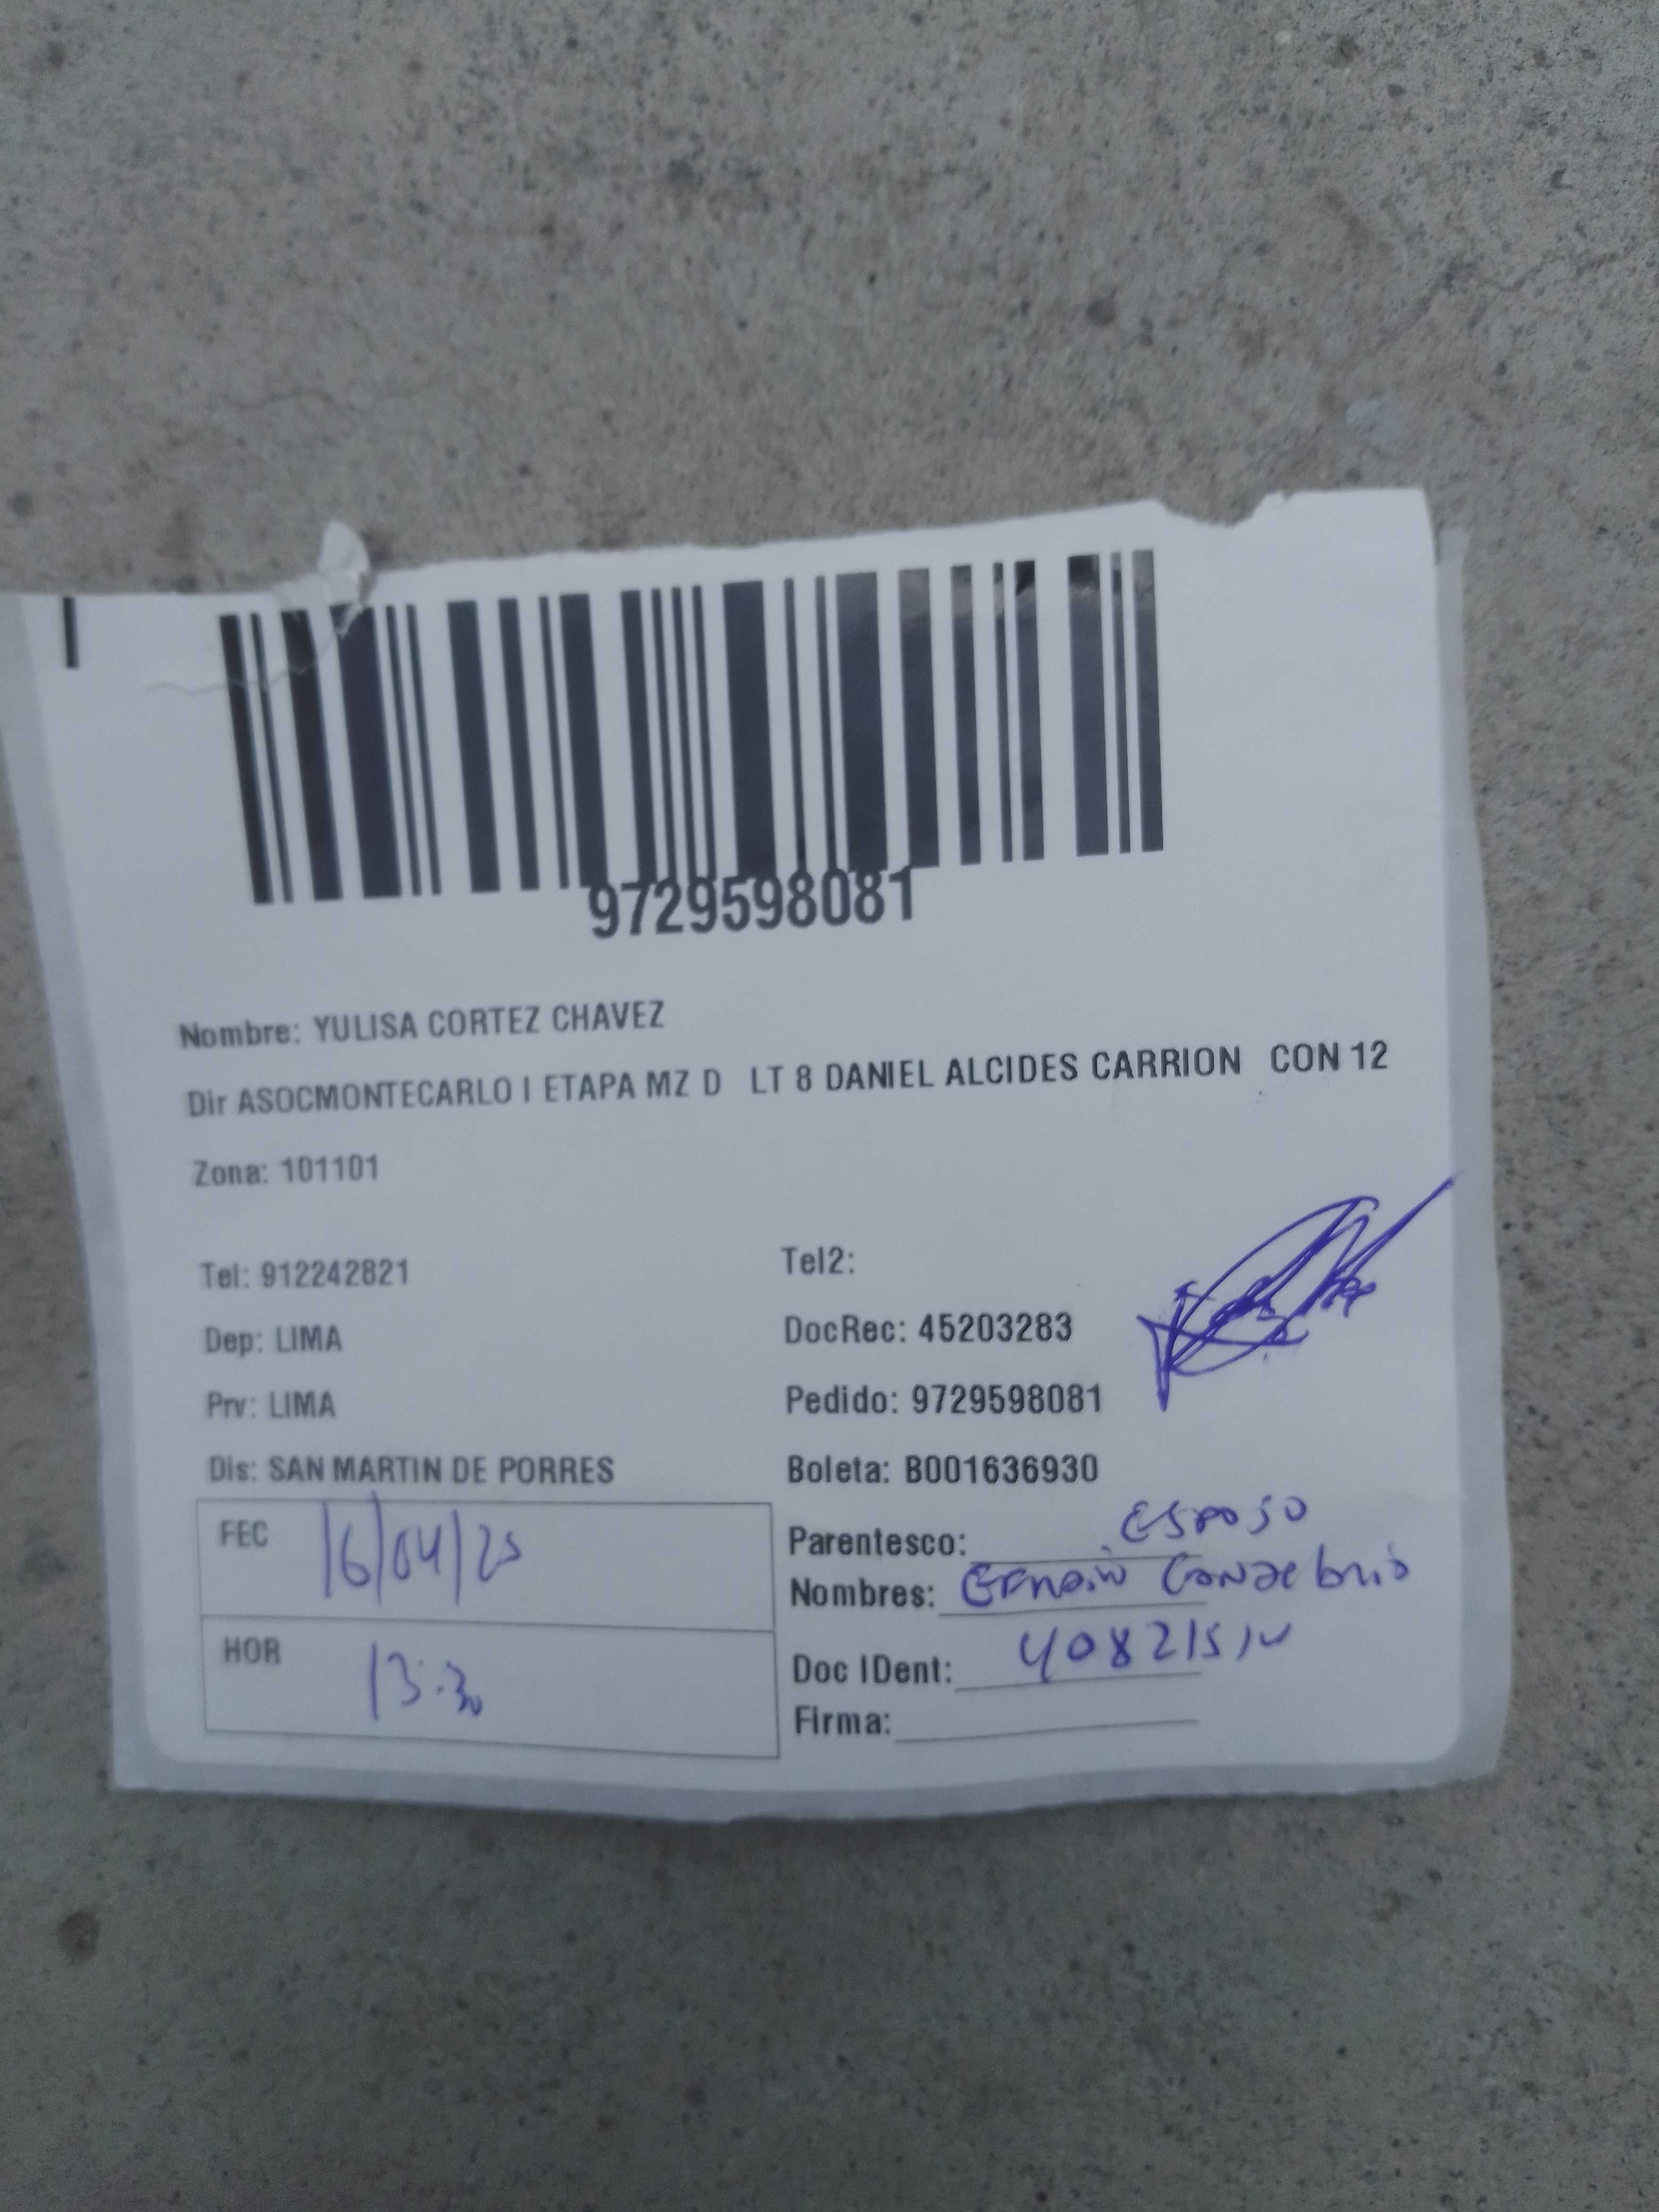 9729598081
Nombre: YULISA CORTEZ CHAVEZ
Dir ASOCMONTECARLO I ETAPA MZ D LT 8 DANIEL ALCIDES CARRION CON 12
Zona: 101101
Tel: 912242821
Tel2:
Dep: LIMA
DocRec: 45203283
Prv: LIMA
Pedido: 9729598081
Dis: SAN MARTIN DE PORRES
Boleta: B001636930
FEC 16/04/25
Parentesco: ESPOSO
Nombres:
HOR 13:30
Doc IDent:
Firma: